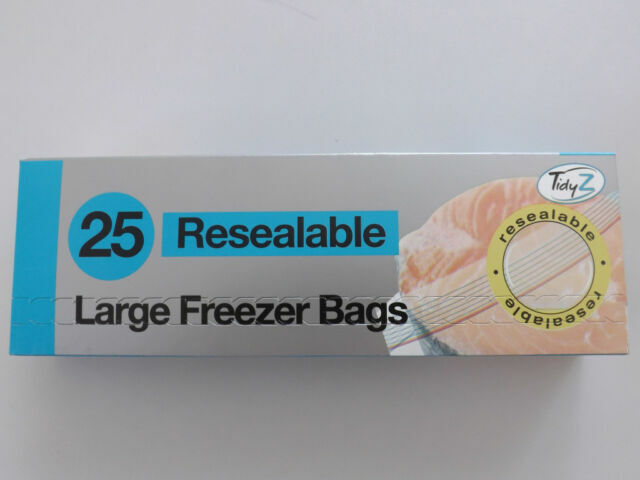 25 Resealable
Large Freezer Bags
TidyZ
• resealable •
resealable